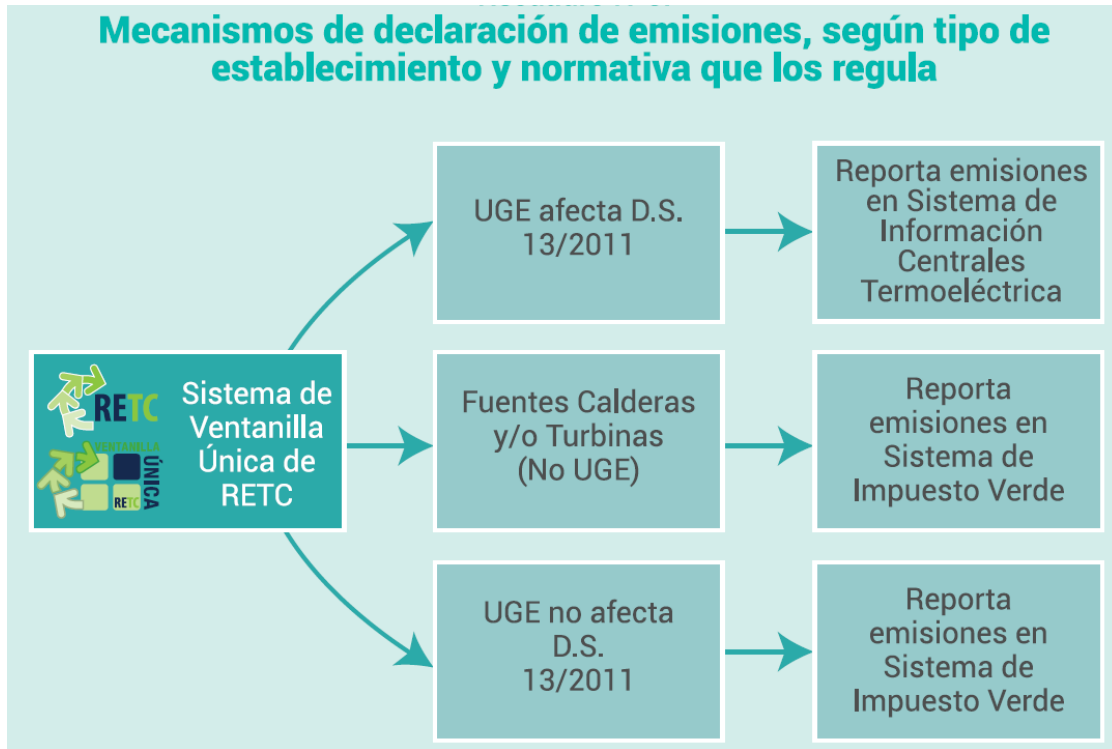 Mecanismos de declaración de emisiones, según tipo de
establecimiento y normativa que los regula
UGE afecta D.S.
13/2011
Reporta emisiones
en Sistema de
Información
Centrales
Termoeléctrica
RETC
VENTANILLA
ÚNICA
RETC
Sistema de
Ventanilla
Única de
RETC
Fuentes Calderas
y/o Turbinas
(No UGE)
Reporta
emisiones en
Sistema de
Impuesto Verde
UGE no afecta
D.S.
13/2011
Reporta
emisiones en
Sistema de
Impuesto Verde